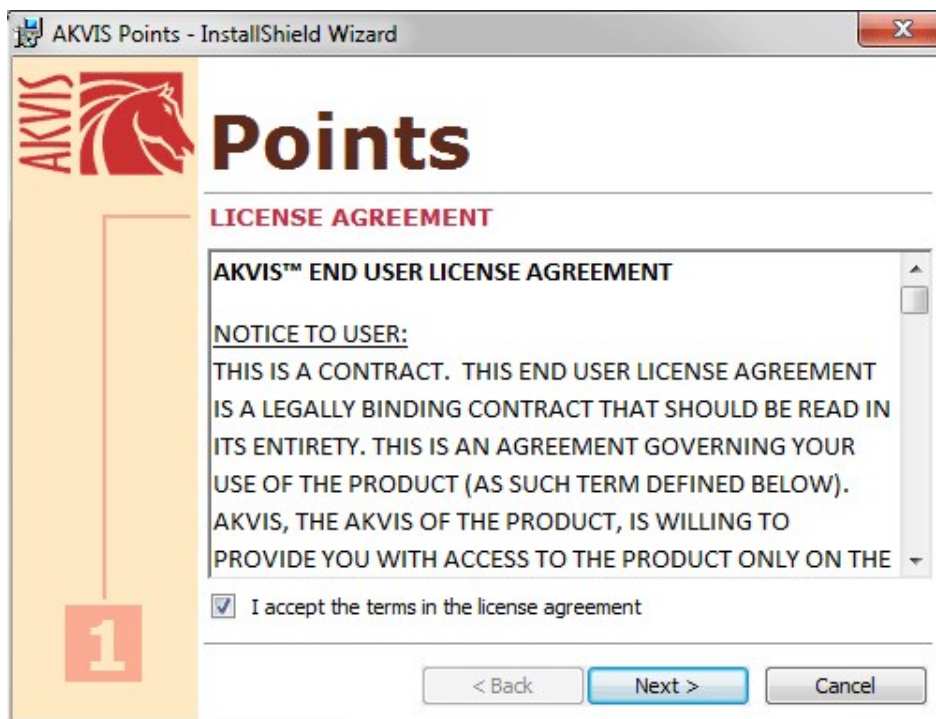 AKVIS Points - InstallShield Wizard
AKVIS
Points
LICENSE AGREEMENT
AKVIS™ END USER LICENSE AGREEMENT
NOTICE TO USER:
THIS IS A CONTRACT.  THIS END USER LICENSE AGREEMENT
IS A LEGALLY BINDING CONTRACT THAT SHOULD BE READ IN
ITS ENTIRETY. THIS IS AN AGREEMENT GOVERNING YOUR
USE OF THE PRODUCT (AS SUCH TERM DEFINED BELOW).
AKVIS, THE AKVIS OF THE PRODUCT, IS WILLING TO
PROVIDE YOU WITH ACCESS TO THE PRODUCT ONLY ON THE
I accept the terms in the license agreement
1
< Back
Next >
Cancel